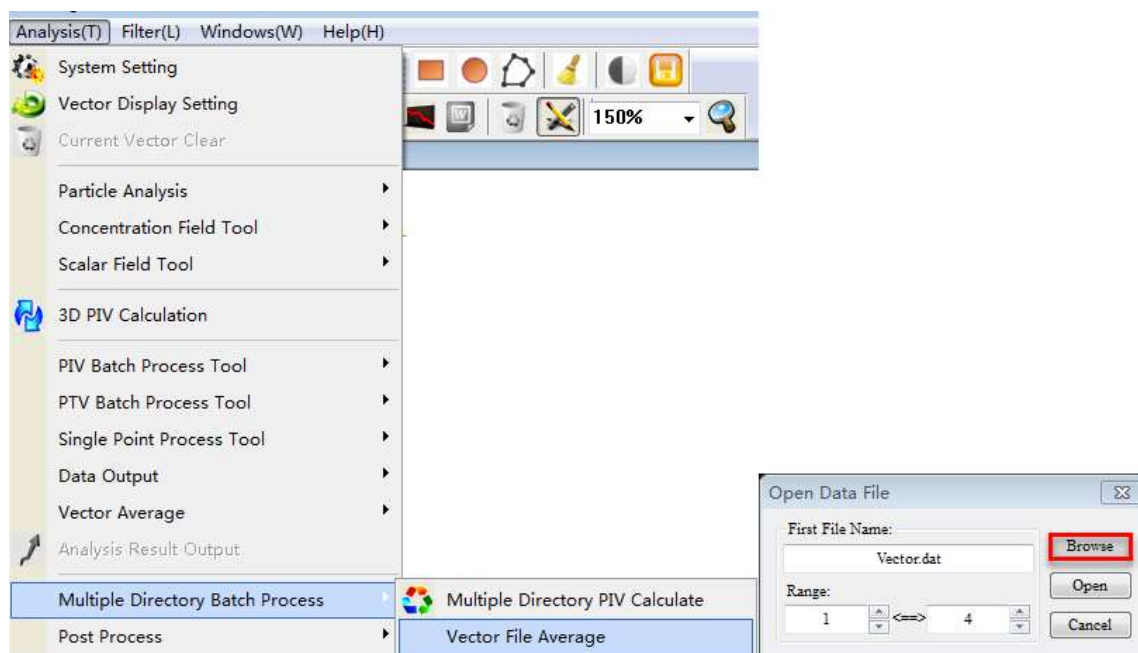 Analysis(T) Filter(L) Windows(W) Help(H)
System Setting
Vector Display Setting
150%
Current Vector Clear
Particle Analysis
Concentration Field Tool
Scalar Field Tool
3D PIV Calculation
PIV Batch Process Tool
PTV Batch Process Tool
Single Point Process Tool
Data Output
Vector Average
Analysis Result Output
Multiple Directory Batch Process
Multiple Directory PIV Calculate
Post Process
Vector File Average
Open Data File
First File Name:
Vector.dat
Browse
Range:
Open
1 <==> 4
Cancel